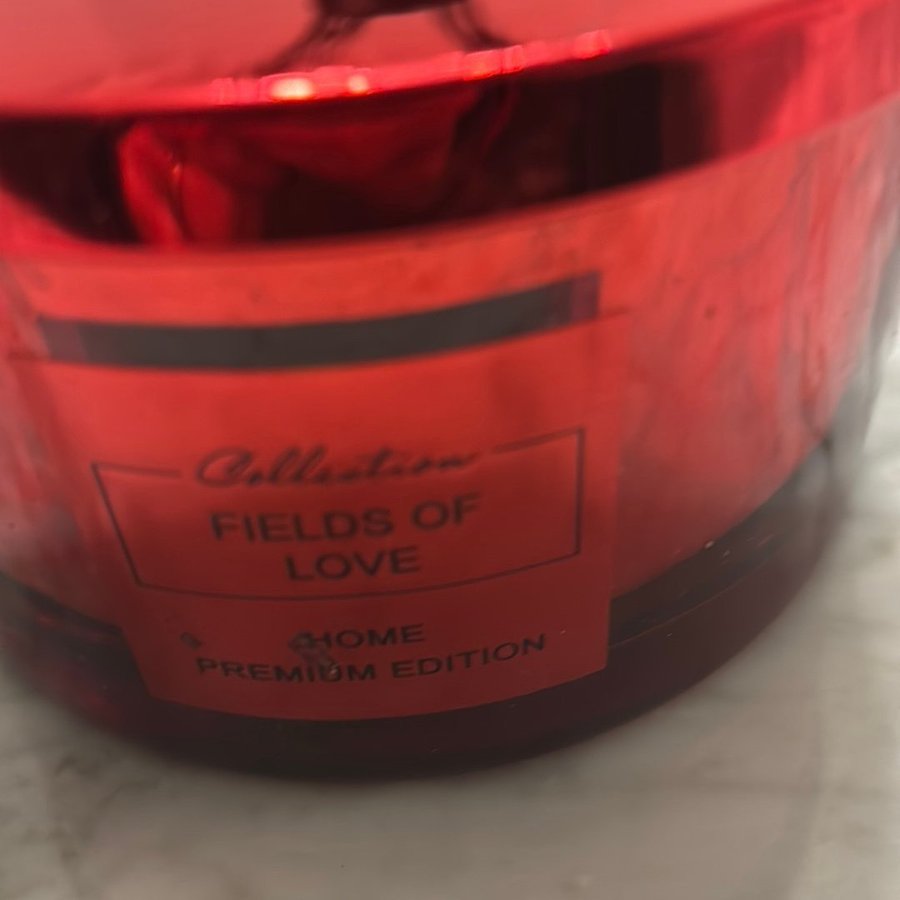 Collection
FIELDS OF
LOVE
HOME
PREMIUM EDITION